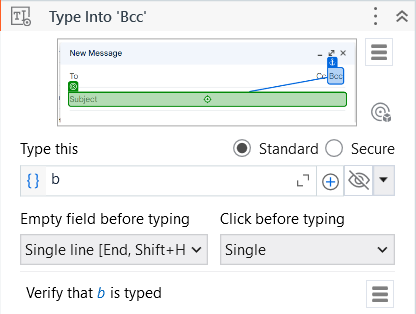 Type Into 'Bcc'
New Message
To
Cc Bcc
Subject
Type this
Standard
Secure
{ } b
Empty field before typing
Click before typing
Single line [End, Shift+H
Single
Verify that b is typed